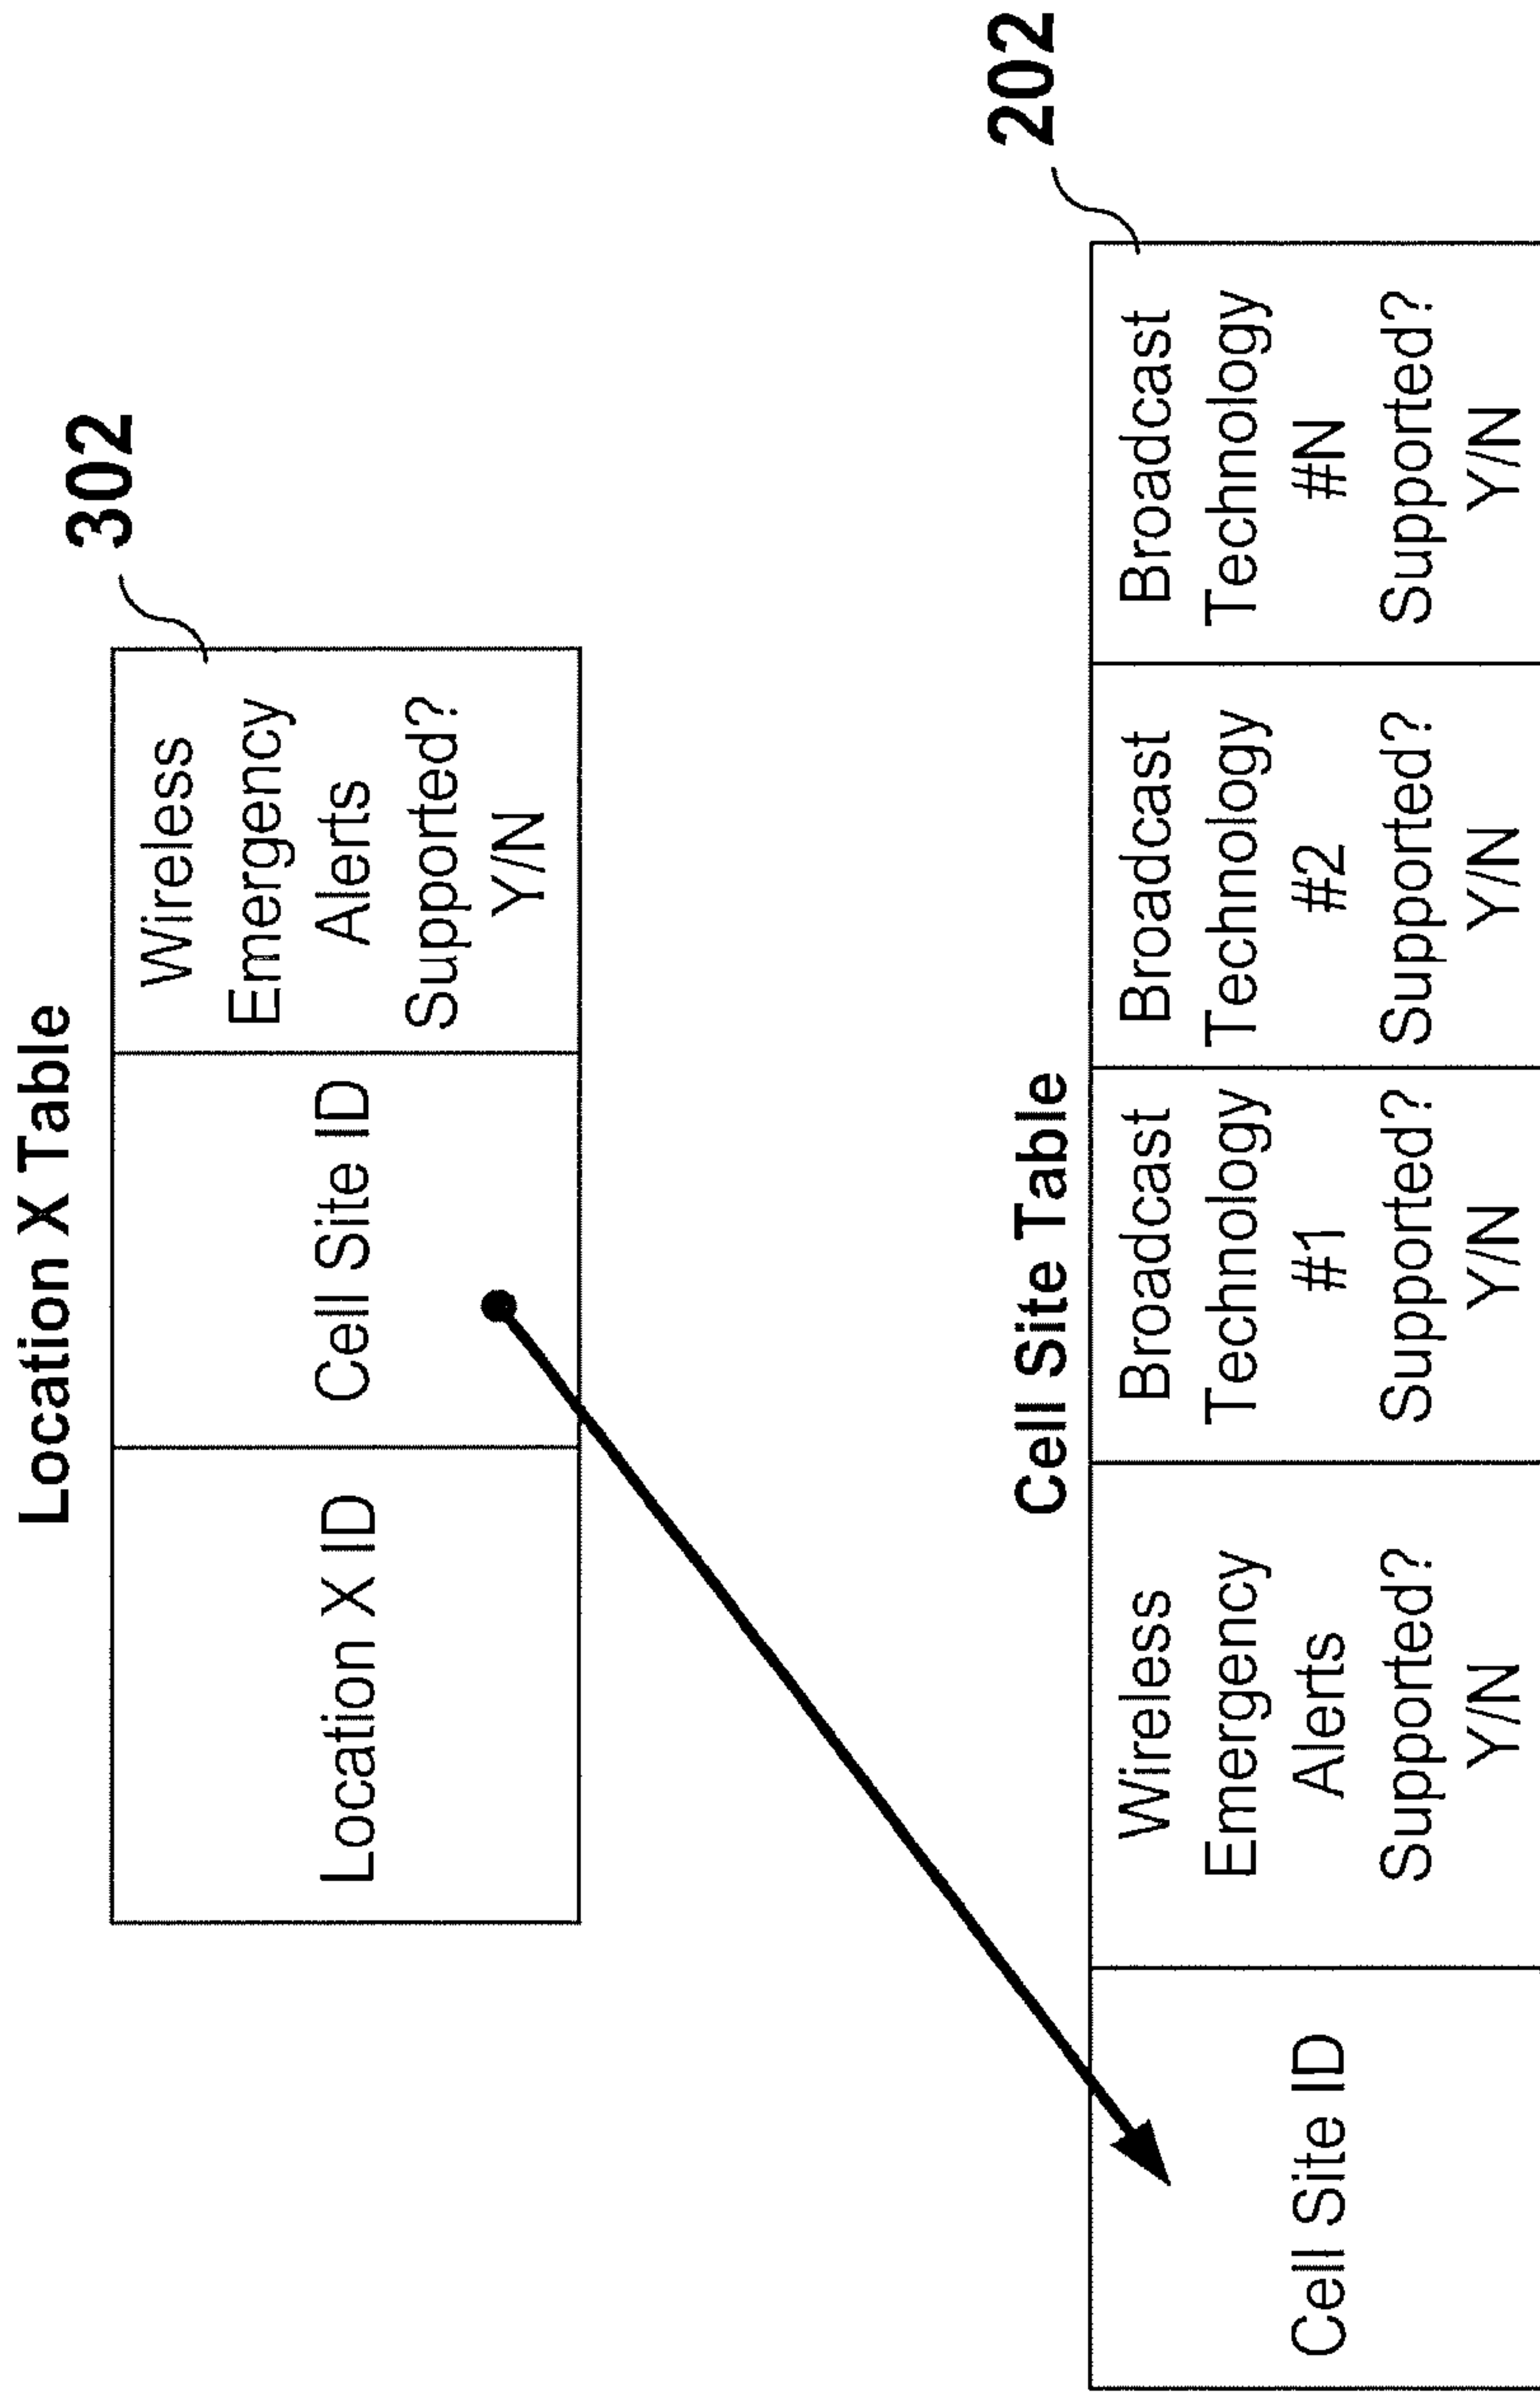 Location X Table
302
Location X ID
Cell Site ID
Wireless
Emergency
Alerts
Supported?
Y/N
Cell Site Table
202
Cell Site ID
Wireless
Emergency
Alerts
Supported?
Y/N
Broadcast
Technology
#1
Supported?
Y/N
Broadcast
Technology
#2
Supported?
Y/N
Broadcast
Technology
#N
Supported?
Y/N